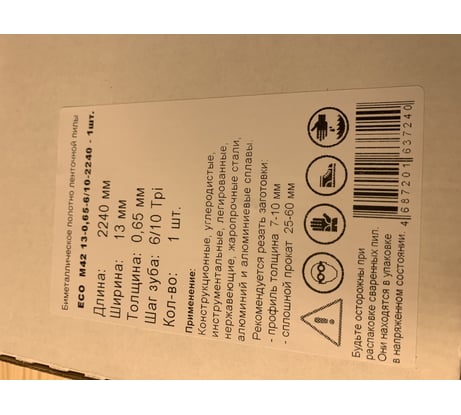 Биметаллическое полотно ленточной пилы
ECO M42 13-0,65-6/10-2240 - 1шт.
Длина: 2240 мм
Ширина: 13 мм
Толщина: 0,65 мм
Шаг зуба: 6/10 Tpi
Кол-во: 1 шт.
Применение:
Конструкционные, углеродистые,
инструментальные, легированные,
нержавеющие, жаропрочные стали,
алюминий и алюминиевые сплавы.
Рекомендуется резать заготовки:
- профиль толщина 7-10 мм
- сплошной прокат 25-60 мм
Будьте осторожны при
распаковке сваренных пил.
Они находятся в упаковке
в напряженном состоянии.
4 687201 637240